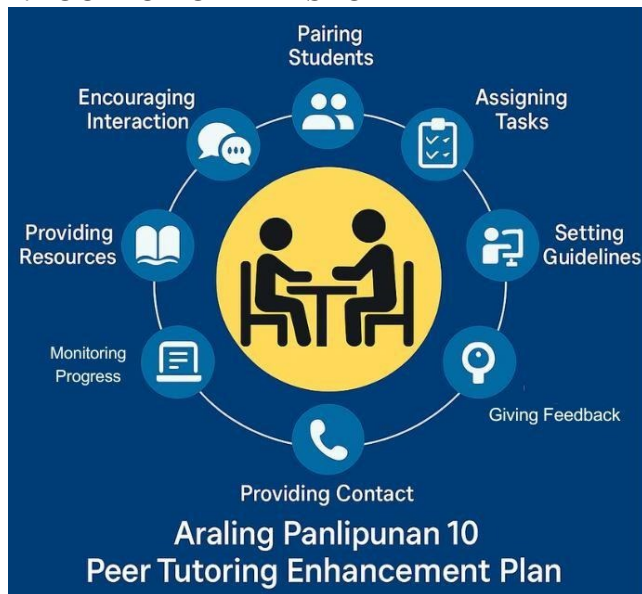 Pairing
Students
Encouraging
Interaction
Assigning
Tasks
Providing
Resources
Setting
Guidelines
Monitoring
Progress
Giving Feedback
Providing Contact
Araling Panlipunan 10
Peer Tutoring Enhancement Plan